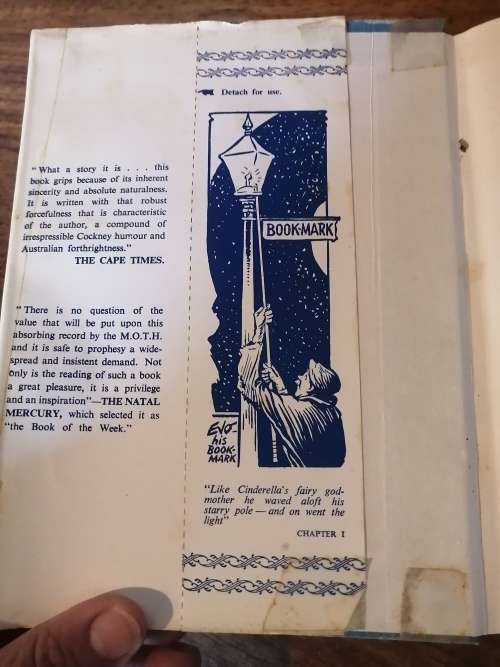 "What a story it is . . . this
book grips because of its inherent
sincerity and absolute naturalness.
It is written with that robust
forcefulness that is characteristic
of the author, a compound of
irrespressible Cockney humour and
Australian forthrightness."
THE CAPE TIMES.
"There is no question of the
value that will be put upon this
absorbing record by the M.O.T.H.
and it is safe to prophesy a wide-
spread and insistent demand. Not
only is the reading of such a book
a great pleasure, it is a privilege
and an inspiration"—THE NATAL
MERCURY, which selected it as
"the Book of the Week."
Detach for use.
BOOK-MARK
EVO
his
BOOK-
MARK
"Like Cinderella's fairy god-
mother he waved aloft his
starry pole — and on went the
light"
CHAPTER I